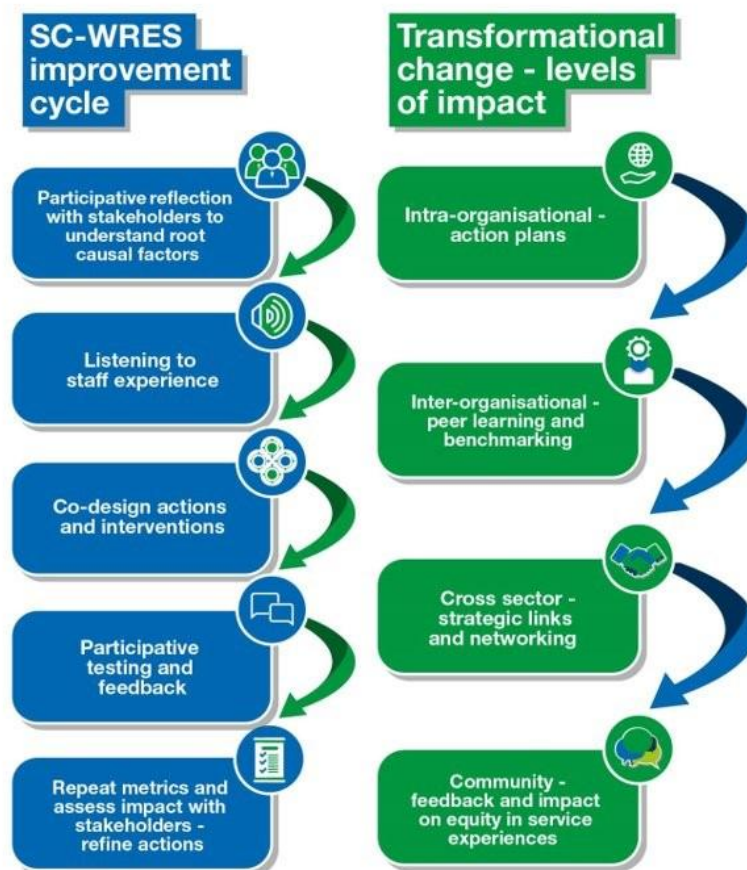 SC-WRES
improvement
cycle
Participative reflection
with stakeholders to
understand root
causal factors
Listening to
staff experience
Co-design actions
and interventions
Participative
testing and
feedback
Repeat metrics and
assess impact with
stakeholders -
refine actions
Transformational
change - levels
of impact
Intra-organisational -
action plans
Inter-organisational -
peer learning and
benchmarking
Cross sector -
strategic links
and networking
Community -
feedback and impact
on equity in service
experiences